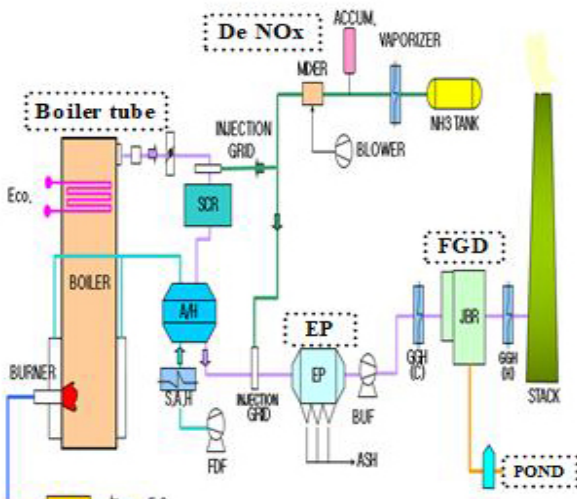 ACCUM.
De NOx
VAPORIZER
MIXER
Boiler tube
INJECTION
GRID
BLOWER
NH3 TANK
Eco.
SCR
FGD
BOILER
A/H
EP
JBR
BURNER
EP
GGH
(C)
GGH
(H)
S.A.H
INJECTION
GRID
BUF
STACK
FDF
ASH
POND